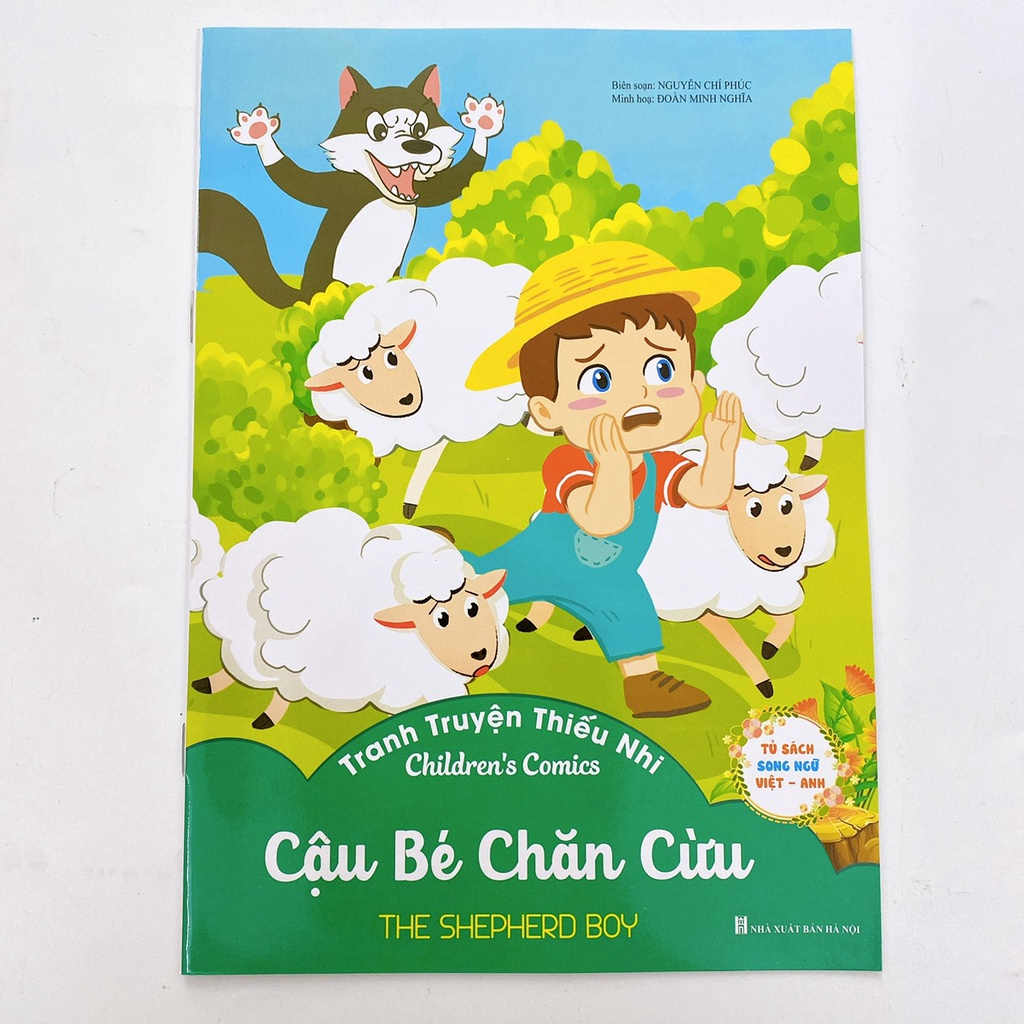 Biên soạn: NGUYỄN CHÍ PHÚC
Minh hoạ: ĐOÀN MINH NGHĨA
Tranh Truyện Thiếu Nhi
Children's Comics
TỦ SÁCH
SONG NGỮ
VIỆT - ANH
Cậu Bé Chăn Cừu
THE SHEPHERD BOY
NHÀ XUẤT BẢN HÀ NỘI